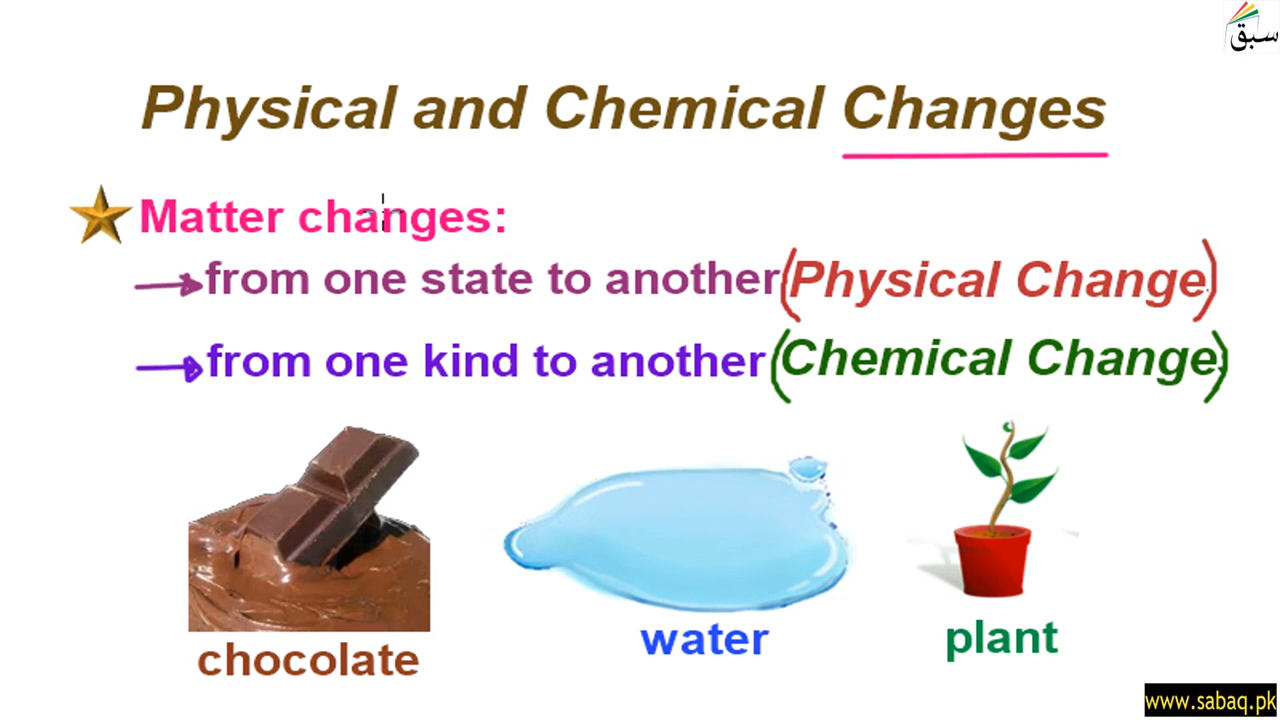 سبق
Physical and Chemical Changes
Matter changes:
from one state to another (Physical Change)
from one kind to another (Chemical Change)
chocolate
water
plant
www.sabaq.pk